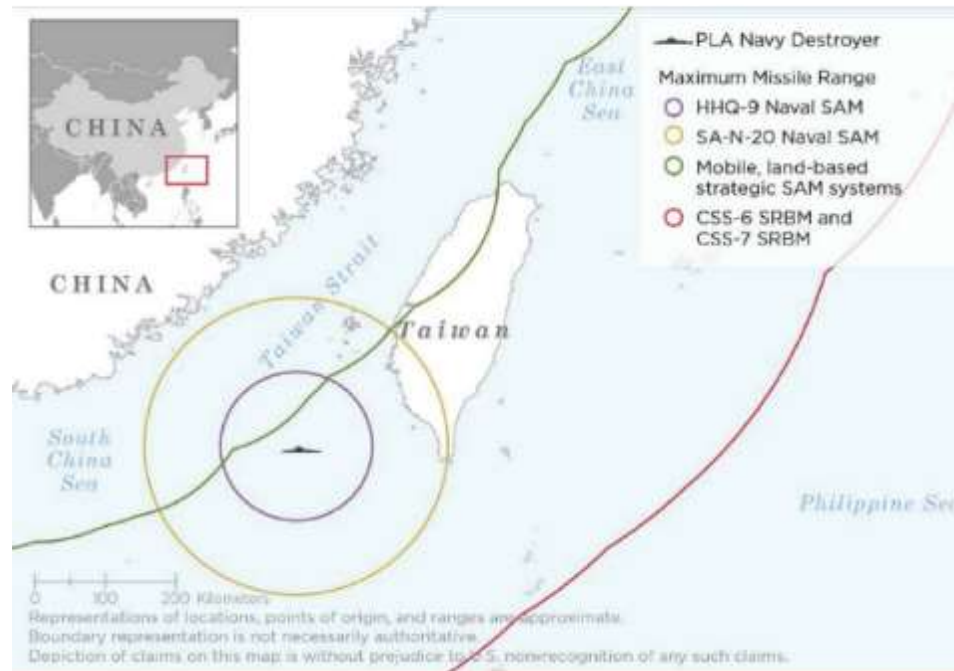 PLA Navy Destroyer
Maximum Missile Range
HHQ-9 Naval SAM
SA-N-20 Naval SAM
Mobile, land-based
strategic SAM systems
CSS-6 SRBM and
CSS-7 SRBM
CHINA
East
China
Sea
CHINA
Taiwan Strait
Taiwan
South
China
Sea
Philippine Sea
0 100 200 Kilometers
Representations of locations, points of origin, and ranges are approximate.
Boundary representation is not necessarily authoritative.
Depiction of claims on this map is without prejudice to U.S. nonrecognition of any such claims.